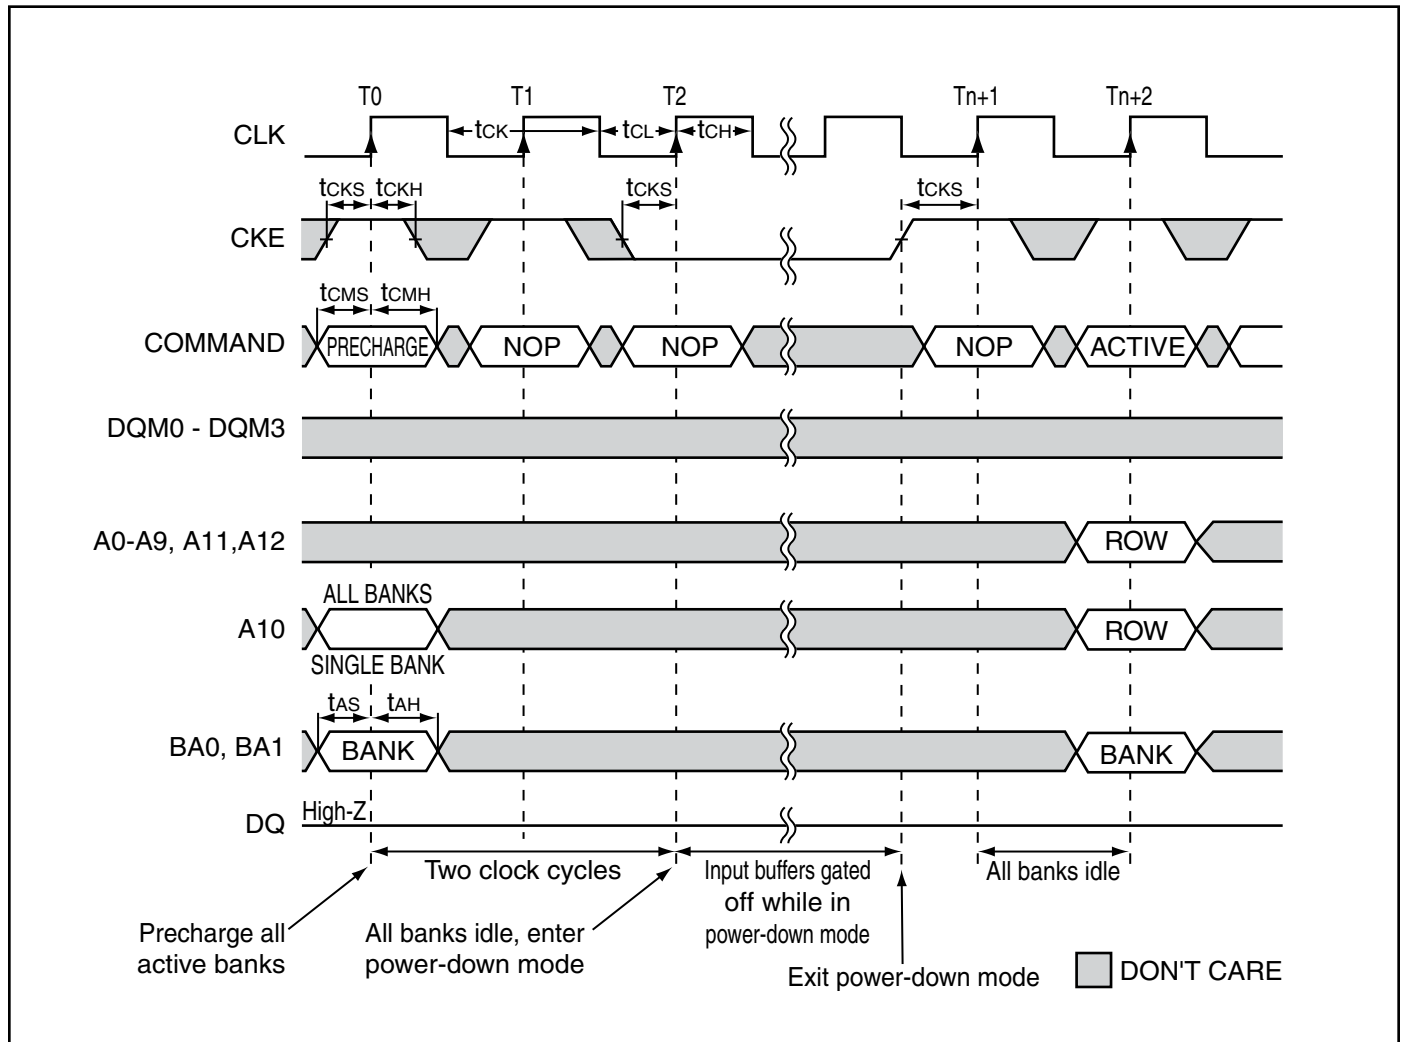 T0 T1 T2 Tn+1 Tn+2
CLK tCK tCL tCH
tCKS tCKH tCKS tCKS
CKE
tCMS tCMH
COMMAND PRECHARGE NOP NOP NOP ACTIVE
DQM0 - DQM3
A0-A9, A11,A12 ROW
ALL BANKS
A10 ROW
SINGLE BANK
tAS tAH
BA0, BA1 BANK BANK
High-Z
DQ
Two clock cycles
Input buffers gated
off while in
power-down mode
All banks idle
Precharge all
active banks
All banks idle, enter
power-down mode
Exit power-down mode
DON'T CARE